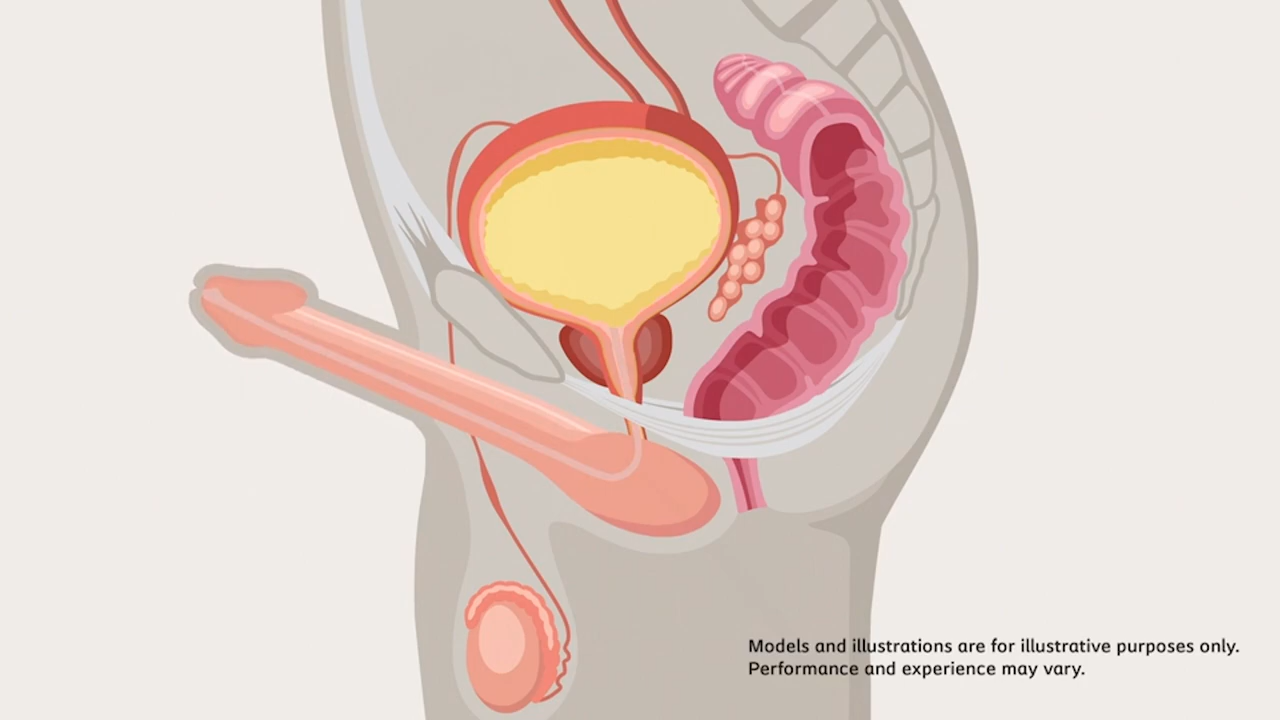 Models and illustrations are for illustrative purposes only.
Performance and experience may vary.